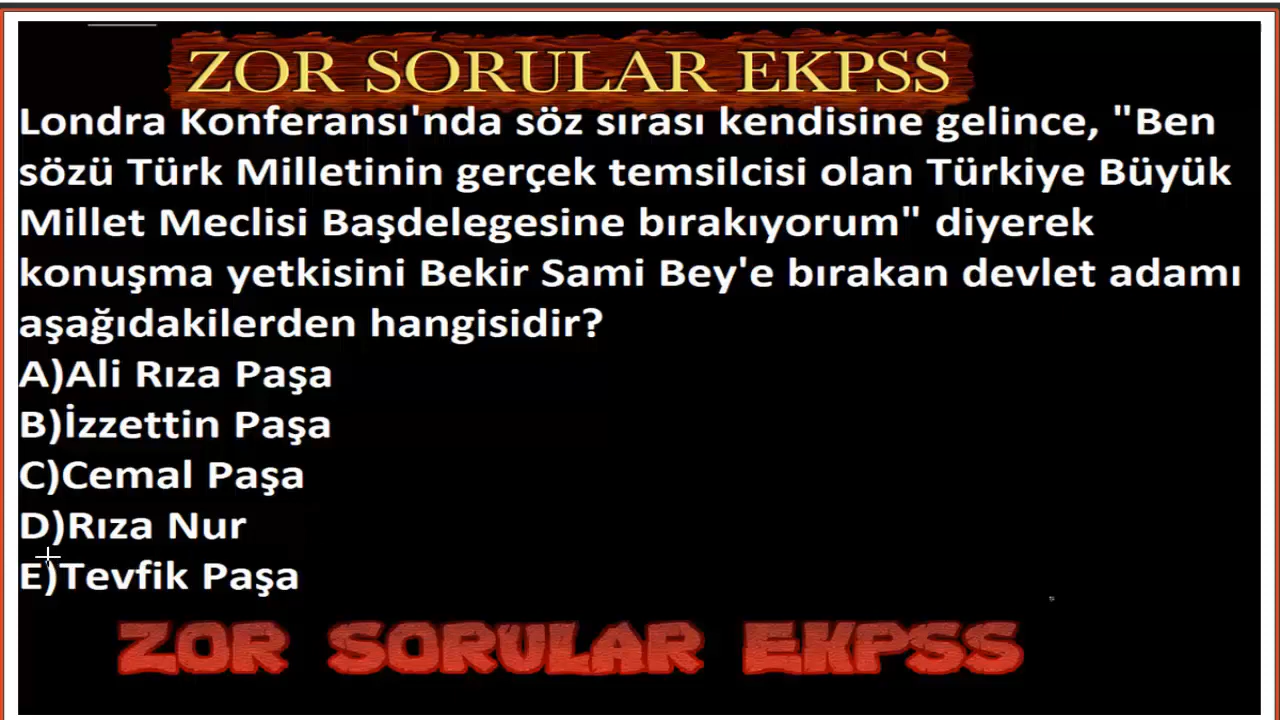 ZOR SORULAR EKPSS
Londra Konferansı'nda söz sırası kendisine gelince, "Ben
sözü Türk Milletinin gerçek temsilcisi olan Türkiye Büyük
Millet Meclisi Başdelegesine bırakıyorum" diyerek
konuşma yetkisini Bekir Sami Bey'e bırakan devlet adamı
aşağıdakilerden hangisidir?
A)Ali Rıza Paşa
B)İzzettin Paşa
C)Cemal Paşa
D)Rıza Nur
E)Tevfik Paşa
ZOR SORULAR EKPSS